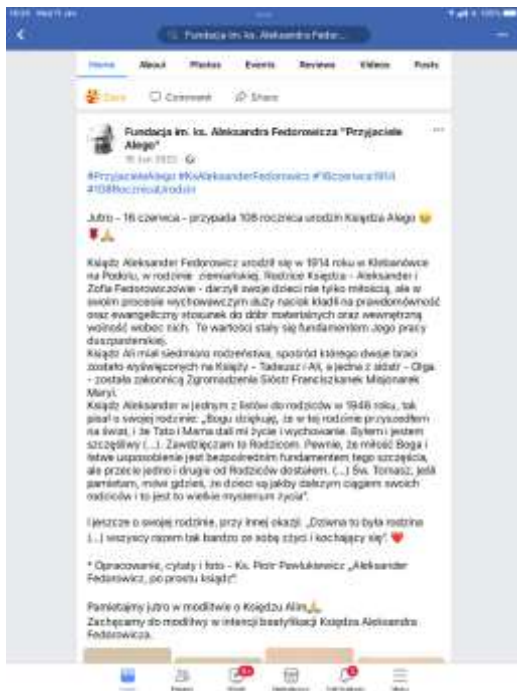 Fundacja im. ks. Aleksandra Fedor...
Home About Photos Events Reviews Videos Posts
Care Comment Share
Fundacja im. ks. Aleksandra Fedorowicza "Przyjaciele
Alego"
#PrzyjacieleAlego #KsAleksanderFedorowicz #16czerwca1914
#108RocznicaUrodzin
Jutro – 16 czerwca – przypada 108 rocznica urodzin Księdza Alego
Ksiądz Aleksander Fedorowicz urodził się w 1914 roku w Klebanówce
na Podolu, w rodzinie ziemiańskiej. Rodzice Księdza – Aleksander i
Zofia Fedorowiczowie – darzyli swoje dzieci nie tylko miłością, ale w
swoim procesie wychowawczym duży nacisk kładli na prawdomówność
oraz ewangeliczny stosunek do dóbr materialnych oraz wewnętrzną
wolność wobec nich. Te wartości stały się fundamentem Jego pracy
duszpasterskiej.
Ksiądz Ali miał siedmioro rodzeństwa, spośród którego dwoje braci
zostało wyświęconych na Księży – Tadeusz i Ali, a jedna z sióstr – Olga
– została zakonnicą Zgromadzenia Sióstr Franciszkanek Misjonarek
Maryi.
Ksiądz Aleksander w jednym z listów do rodziców w 1946 roku, tak
pisał o swojej rodzinie: „Bogu dziękuję, że w tej rodzinie przyszedłem
na świat, i że Tato i Mama dali mi życie i wychowanie. Byłem i jestem
szczęśliwy (...). Zawdzięczam to Rodzicom. Pewnie, że miłość Boga i
łatwe usposobienie jest bezpośrednim fundamentem tego szczęścia,
ale przecie jedno i drugie od Rodziców dostałem. (...) Św. Tomasz, jeśli
pamiętam, mówi gdzieś, że dzieci są jakby dalszym ciągiem swoich
rodziców i to jest to wielkie mysterium życia".
I jeszcze o swojej rodzinie, przy innej okazji: „Dziwna to była rodzina
(...) wszyscy razem tak bardzo ze sobą zżyci i kochający się".
* Opracowanie, cytaty i foto – Ks. Piotr Pawlukiewicz „Aleksander
Fedorowicz, po prostu ksiądz"
Pamiętajmy jutro w modlitwie o Księdzu Alim
Zachęcamy do modlitwy w intencji beatyfikacji Księdza Aleksandra
Fedorowicza.